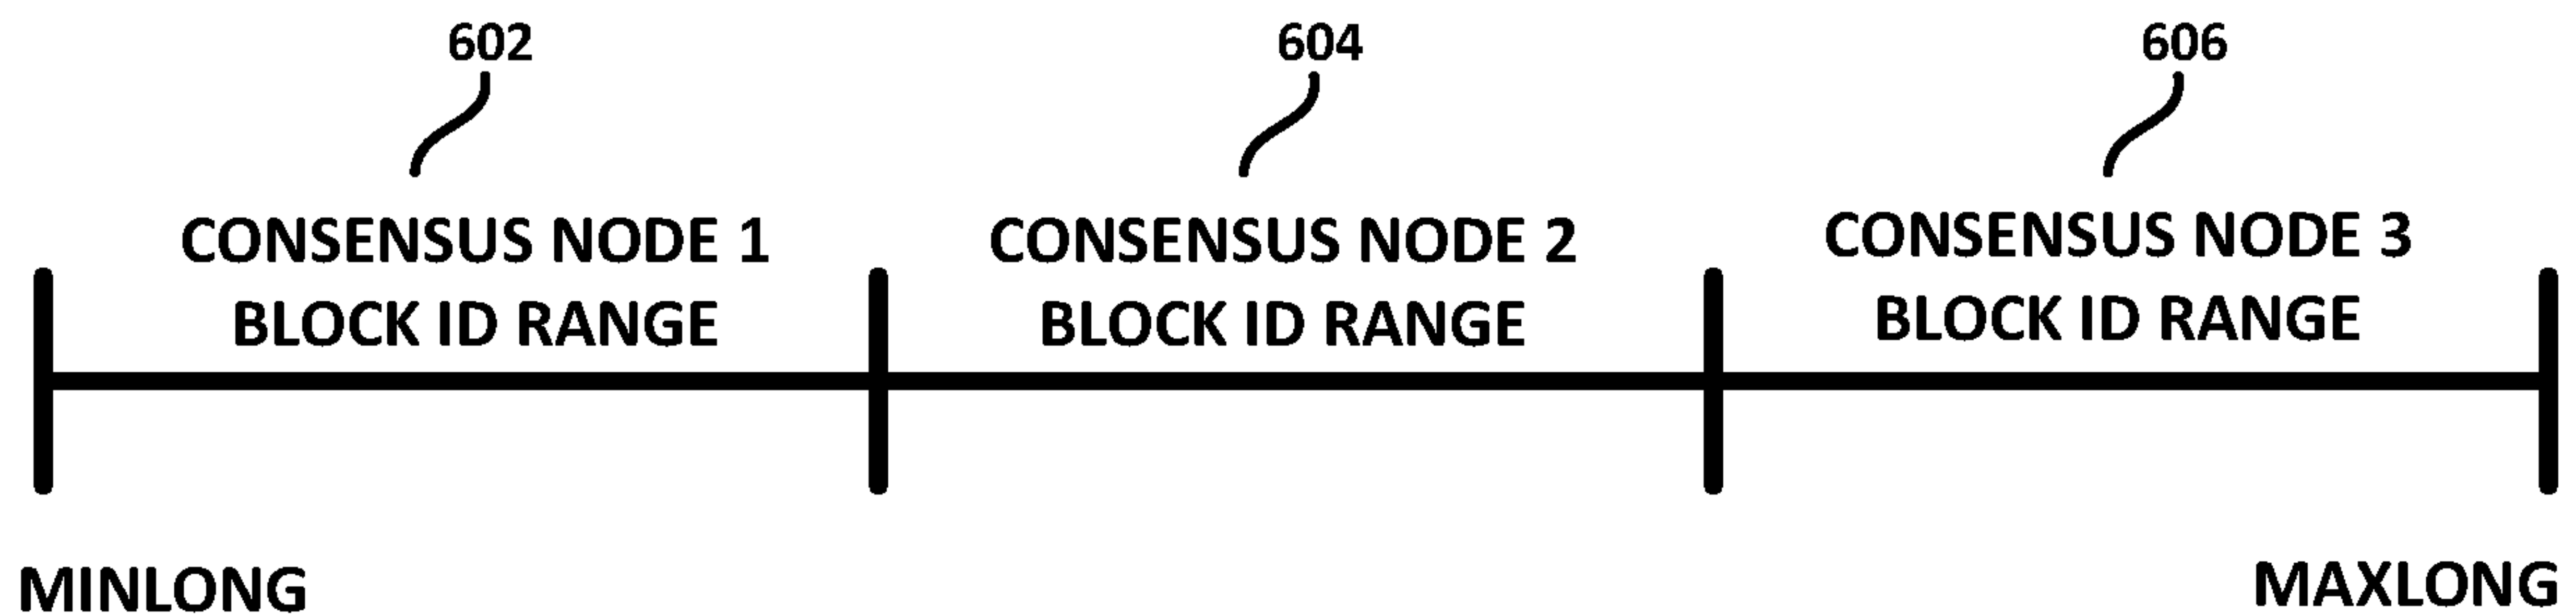 602
604
606
CONSENSUS NODE 1
BLOCK ID RANGE
CONSENSUS NODE 2
BLOCK ID RANGE
CONSENSUS NODE 3
BLOCK ID RANGE
MINLONG
MAXLONG